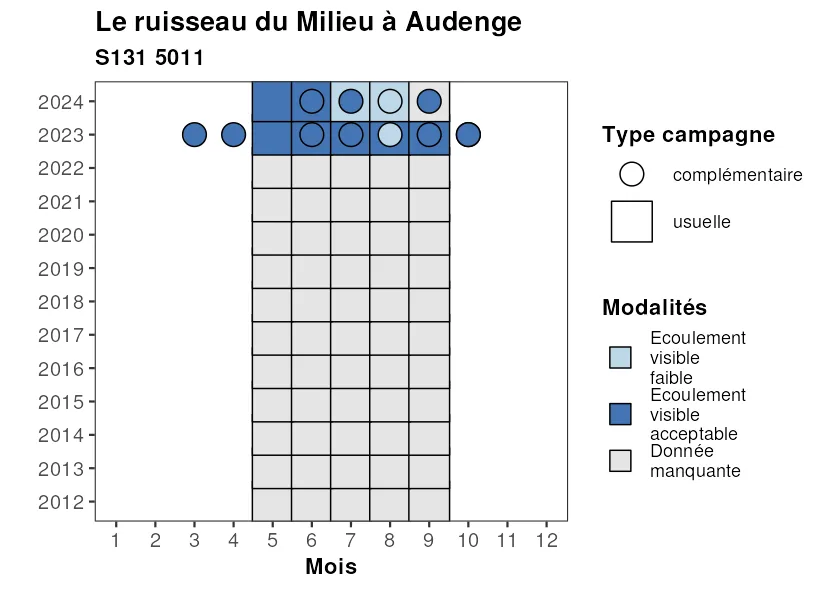 Le ruisseau du Milieu à Audenge
S131 5011
2024
2023
2022
2021
2020
2019
2018
2017
2016
2015
2014
2013
2012
1 2 3 4 5 6 7 8 9 10 11 12
Mois
Type campagne
complémentaire
usuelle
Modalités
Ecoulement
visible
faible
Ecoulement
visible
acceptable
Donnée
manquante